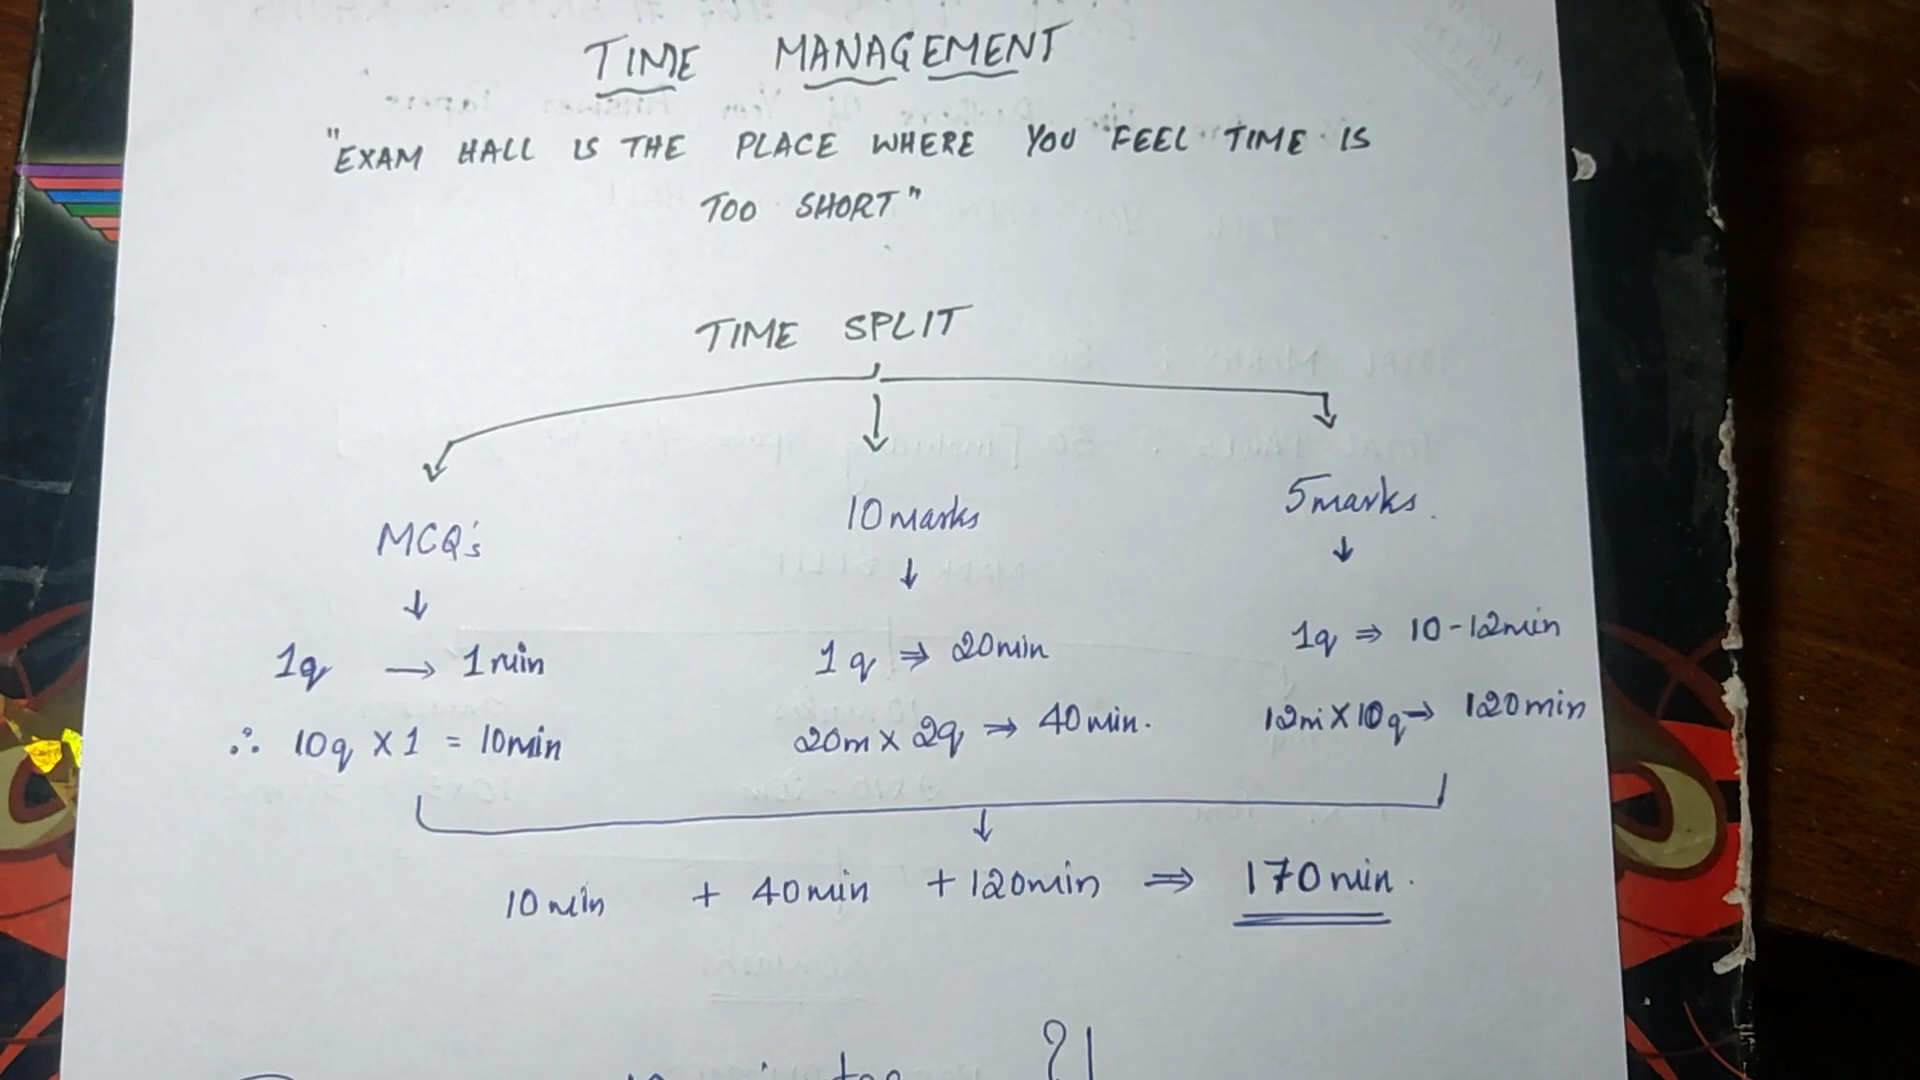 TIME MANAGEMENT
"EXAM HALL IS THE PLACE WHERE YOU FEEL TIME IS
TOO SHORT"
TIME SPLIT
MCQ's
10 marks
5 marks.
1q → 1 min
1q ⇒ 20min
1q ⇒ 10-12min
∴ 10q X 1 = 10min
20m X 2q ⇒ 40min.
12m X 10q → 120min
10 min + 40 min + 120min ⇒ 170 min.